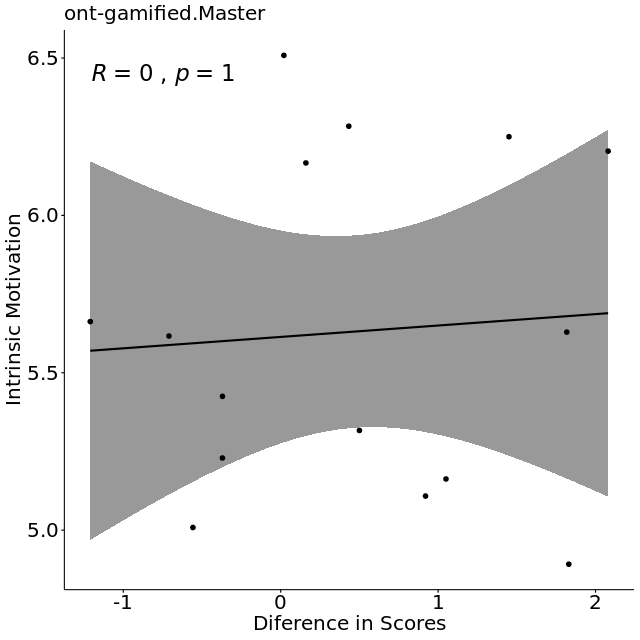 ont-gamified.Master
R = 0 , p = 1
Intrinsic Motivation
6.5
6.0
5.5
5.0
-1 0 1 2
Diference in Scores